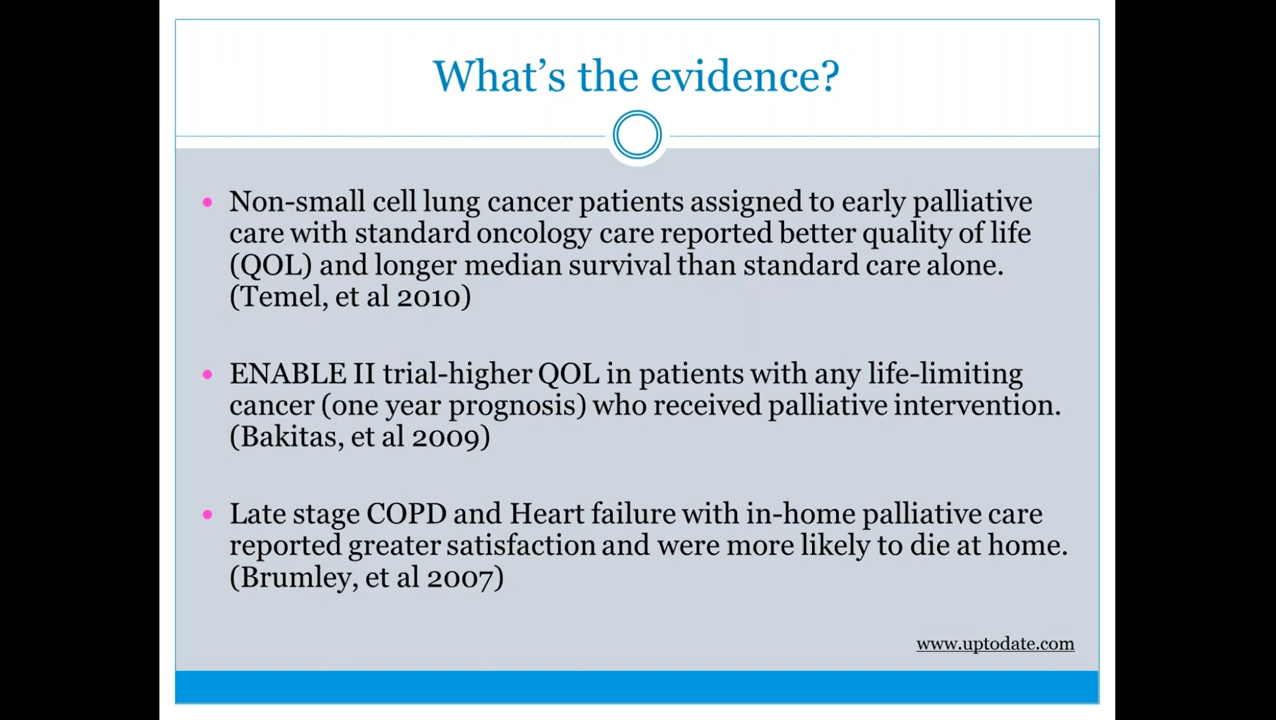 What's the evidence?
• Non-small cell lung cancer patients assigned to early palliative
care with standard oncology care reported better quality of life
(QOL) and longer median survival than standard care alone.
(Temel, et al 2010)
• ENABLE II trial-higher QOL in patients with any life-limiting
cancer (one year prognosis) who received palliative intervention.
(Bakitas, et al 2009)
• Late stage COPD and Heart failure with in-home palliative care
reported greater satisfaction and were more likely to die at home.
(Brumley, et al 2007)
www.uptodate.com